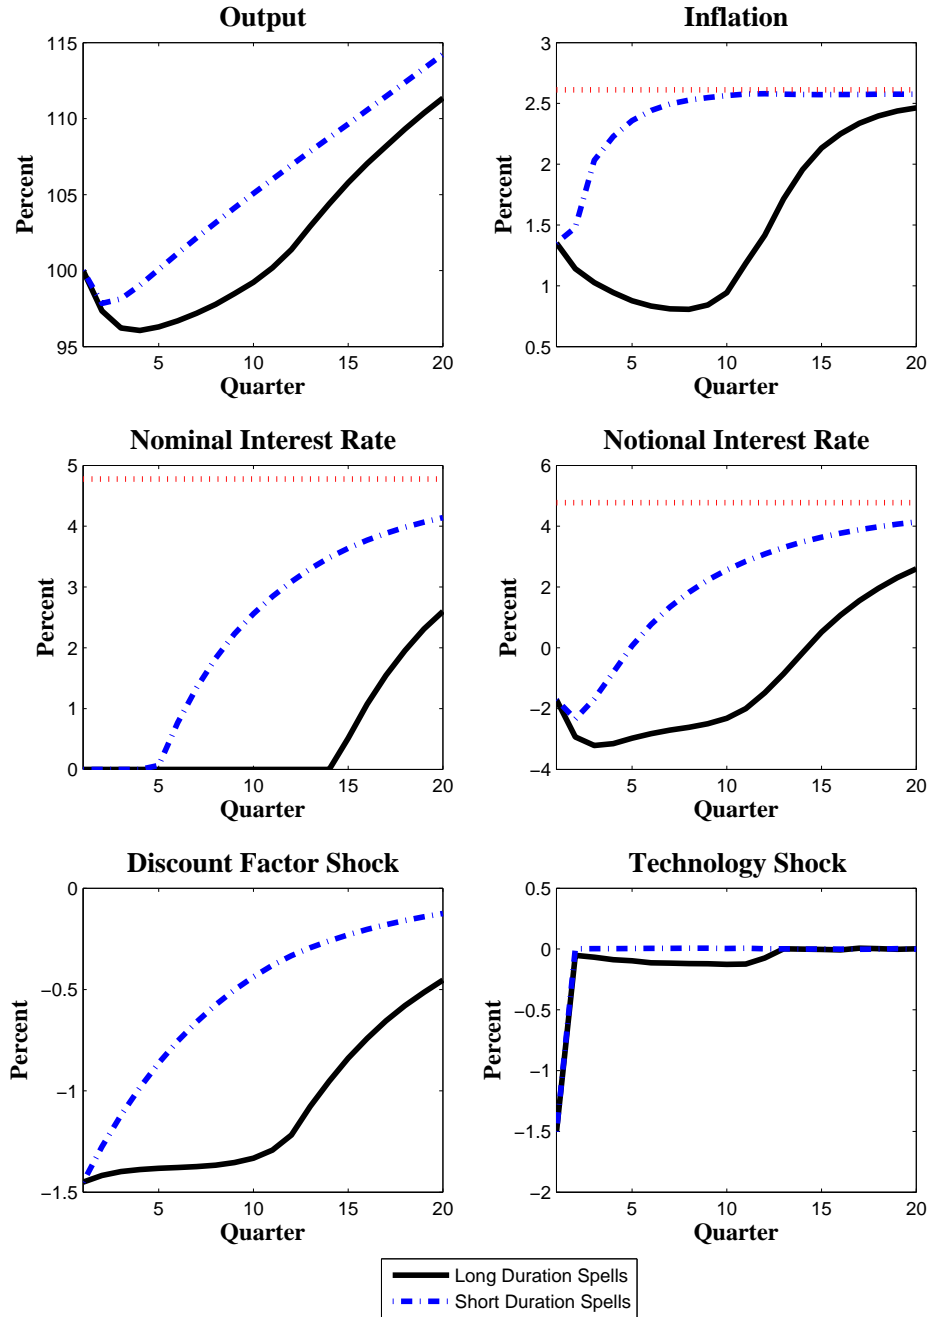 Output
115
110
105
100
95
5
10
15
20
Percent
Quarter
Inflation
3
2.5
2
1.5
1
0.5
5
10
15
20
Percent
Quarter
Nominal Interest Rate
5
4
3
2
1
0
5
10
15
20
Percent
Quarter
Notional Interest Rate
6
4
2
0
−2
−4
5
10
15
20
Percent
Quarter
Discount Factor Shock
0
−0.5
−1
−1.5
5
10
15
20
Percent
Quarter
Technology Shock
0.5
0
−0.5
−1
−1.5
−2
5
10
15
20
Percent
Quarter
Long Duration Spells
Short Duration Spells